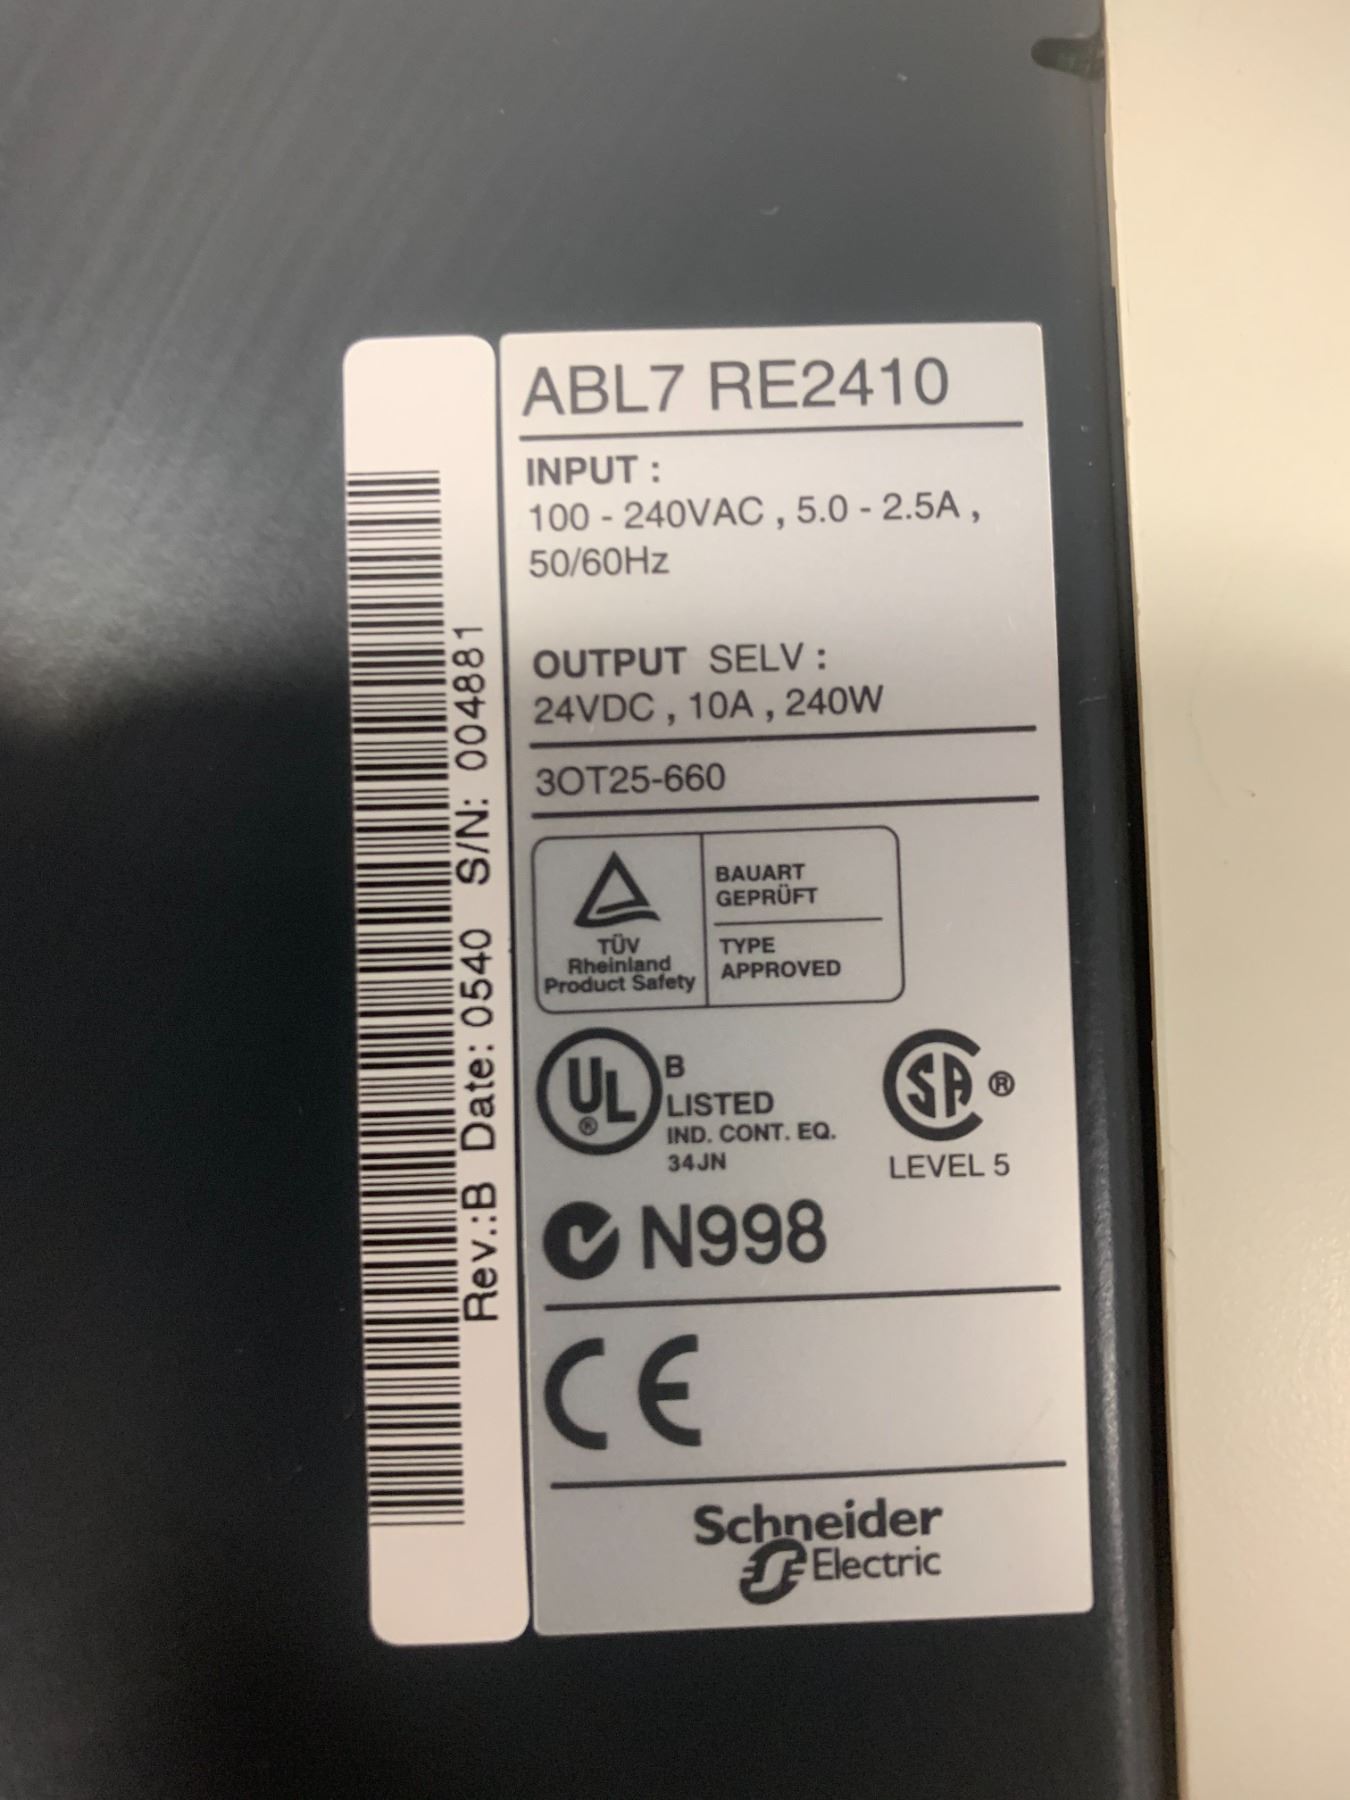 ABL7 RE2410
INPUT :
100 - 240VAC , 5.0 - 2.5A ,
50/60Hz
OUTPUT SELV :
24VDC , 10A , 240W
3OT25-660
TÜV
Rheinland
Product Safety
BAUART
GEPRÜFT
TYPE
APPROVED
UL
®
B
LISTED
IND. CONT. EQ.
34JN
SA ®
LEVEL 5
N998
CE
Schneider
Electric
Rev.:B Date: 0540 S/N: 004881